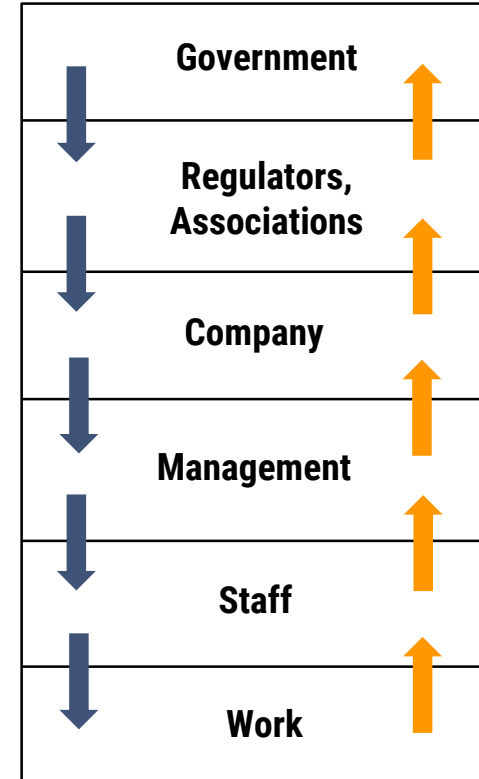 Government
Regulators,
Associations
Company
Management
Staff
Work